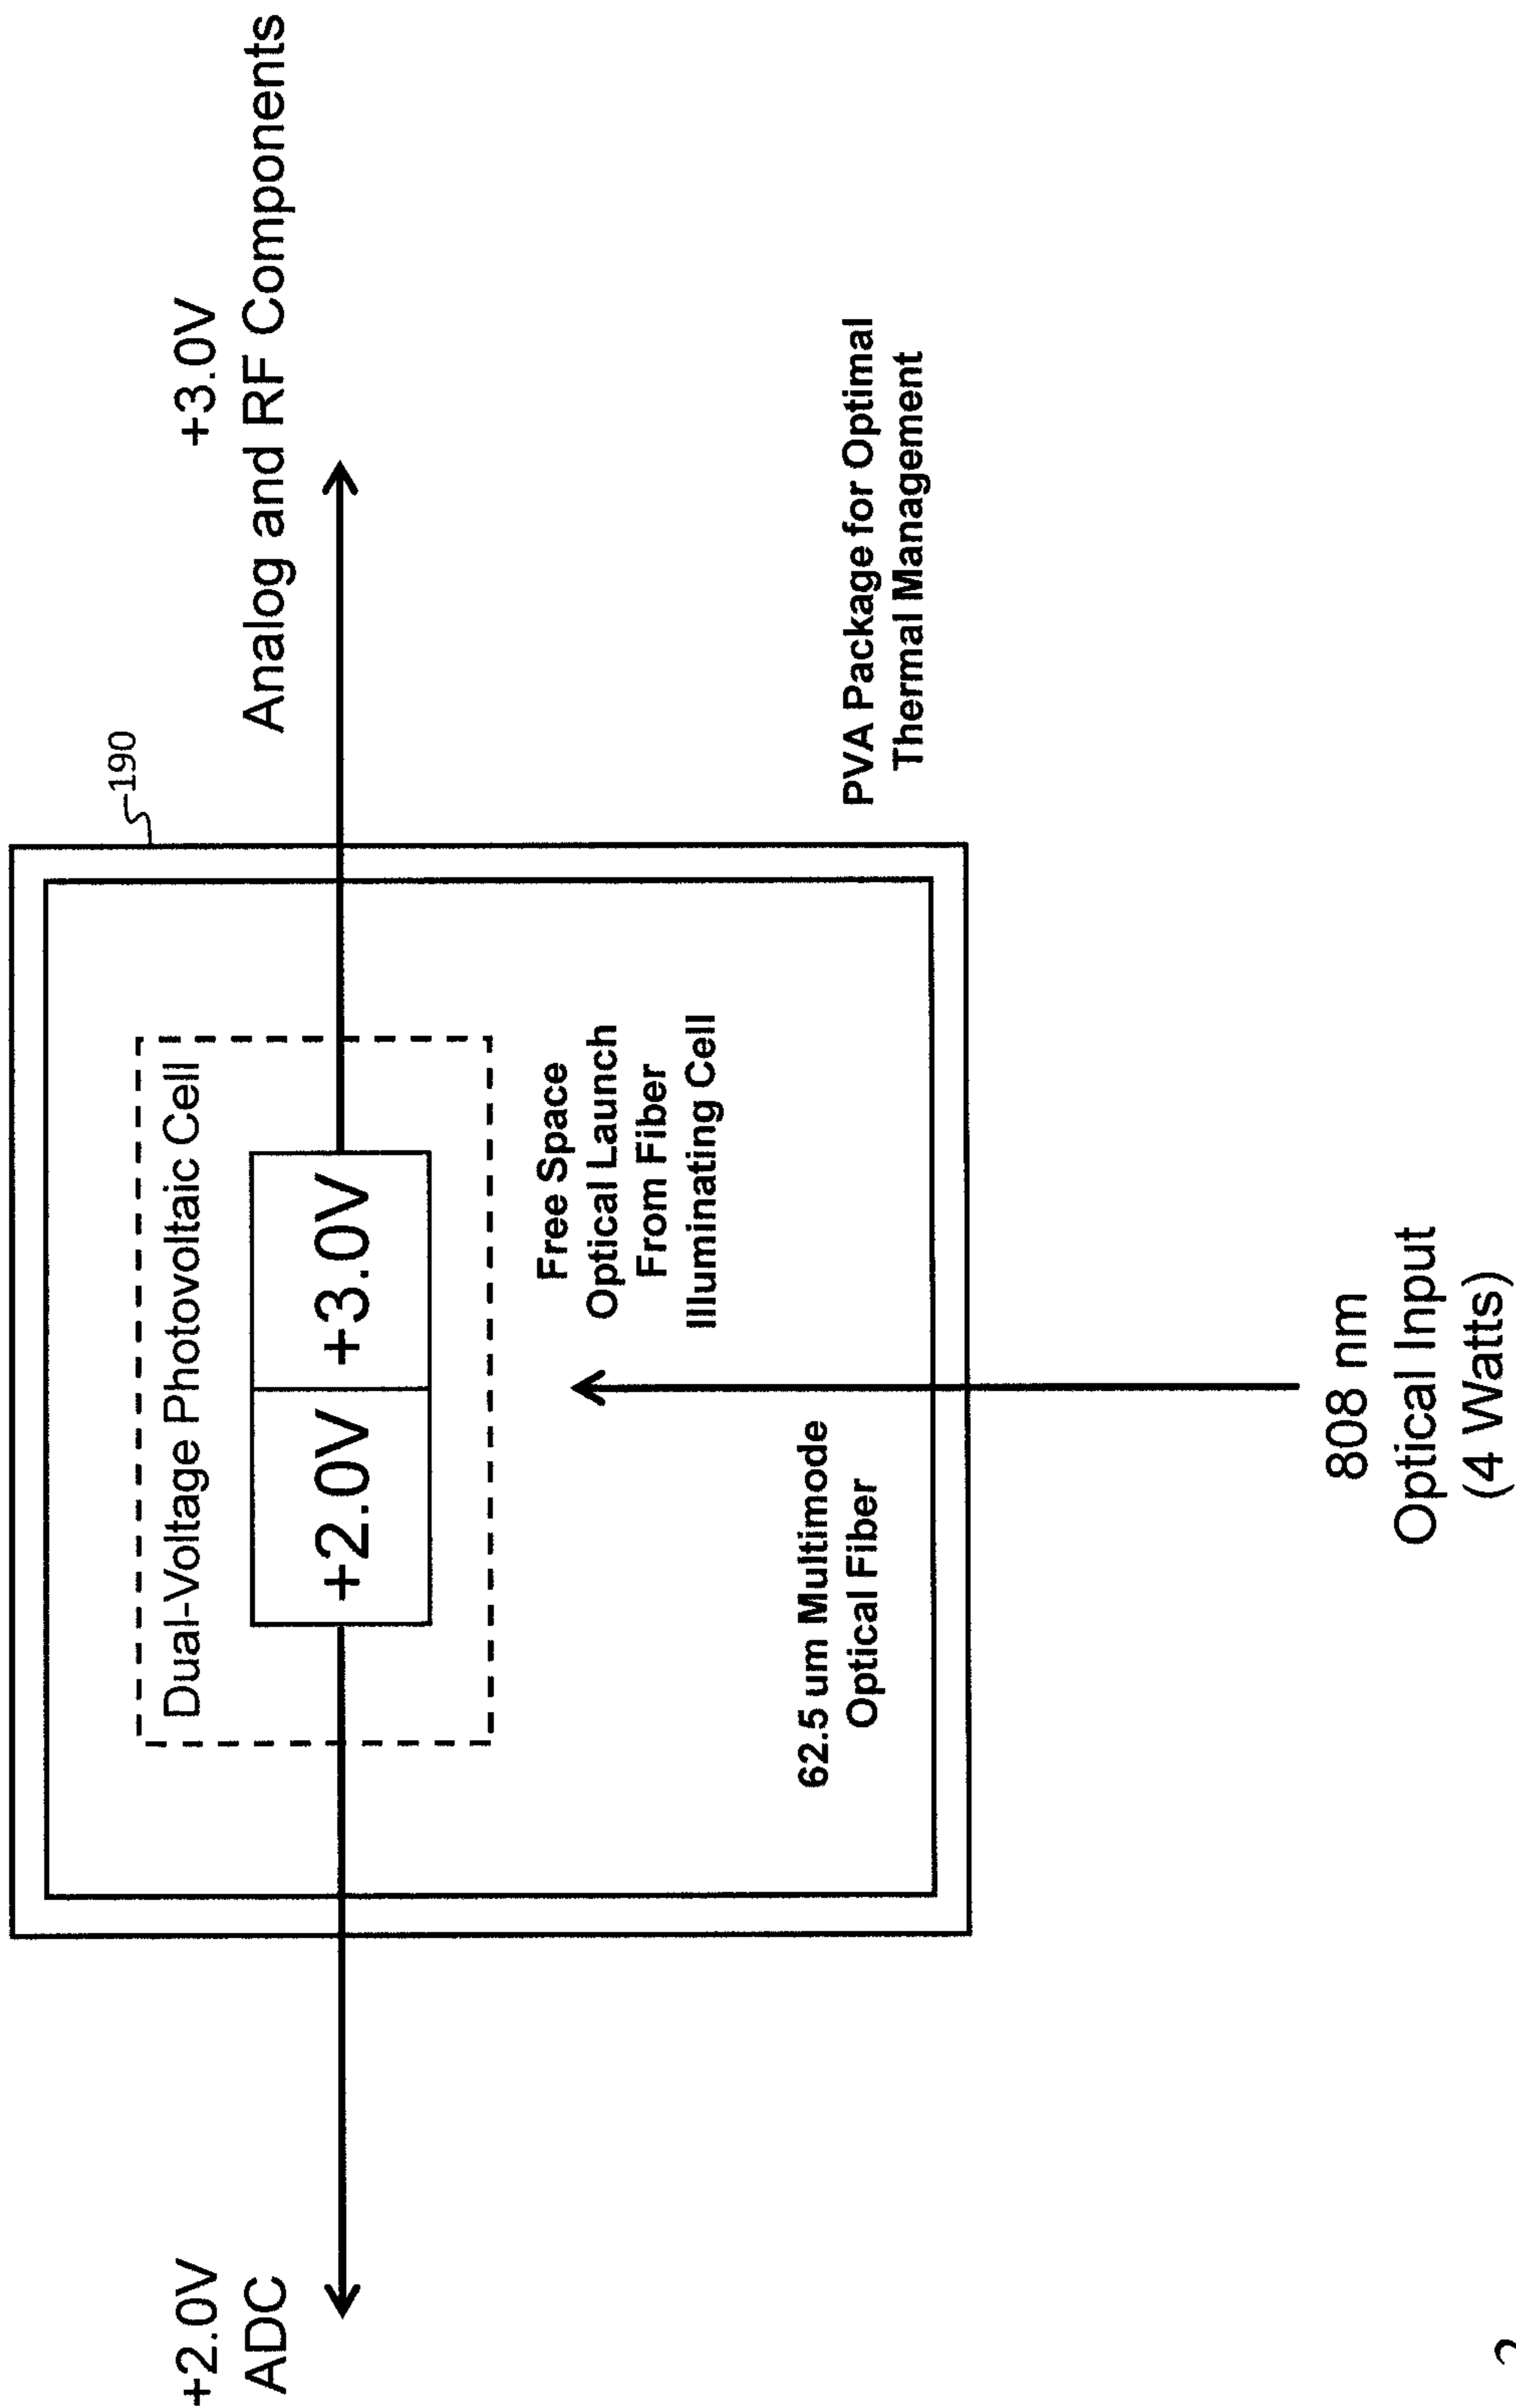 +2.0V
ADC
190
+3.0V
Analog and RF Components
Dual-Voltage Photovoltaic Cell
+2.0V
+3.0V
Free Space
Optical Launch
From Fiber
Illuminating Cell
62.5 um Multimode
Optical Fiber
PVA Package for Optimal
Thermal Management
808 nm
Optical Input
(4 Watts)